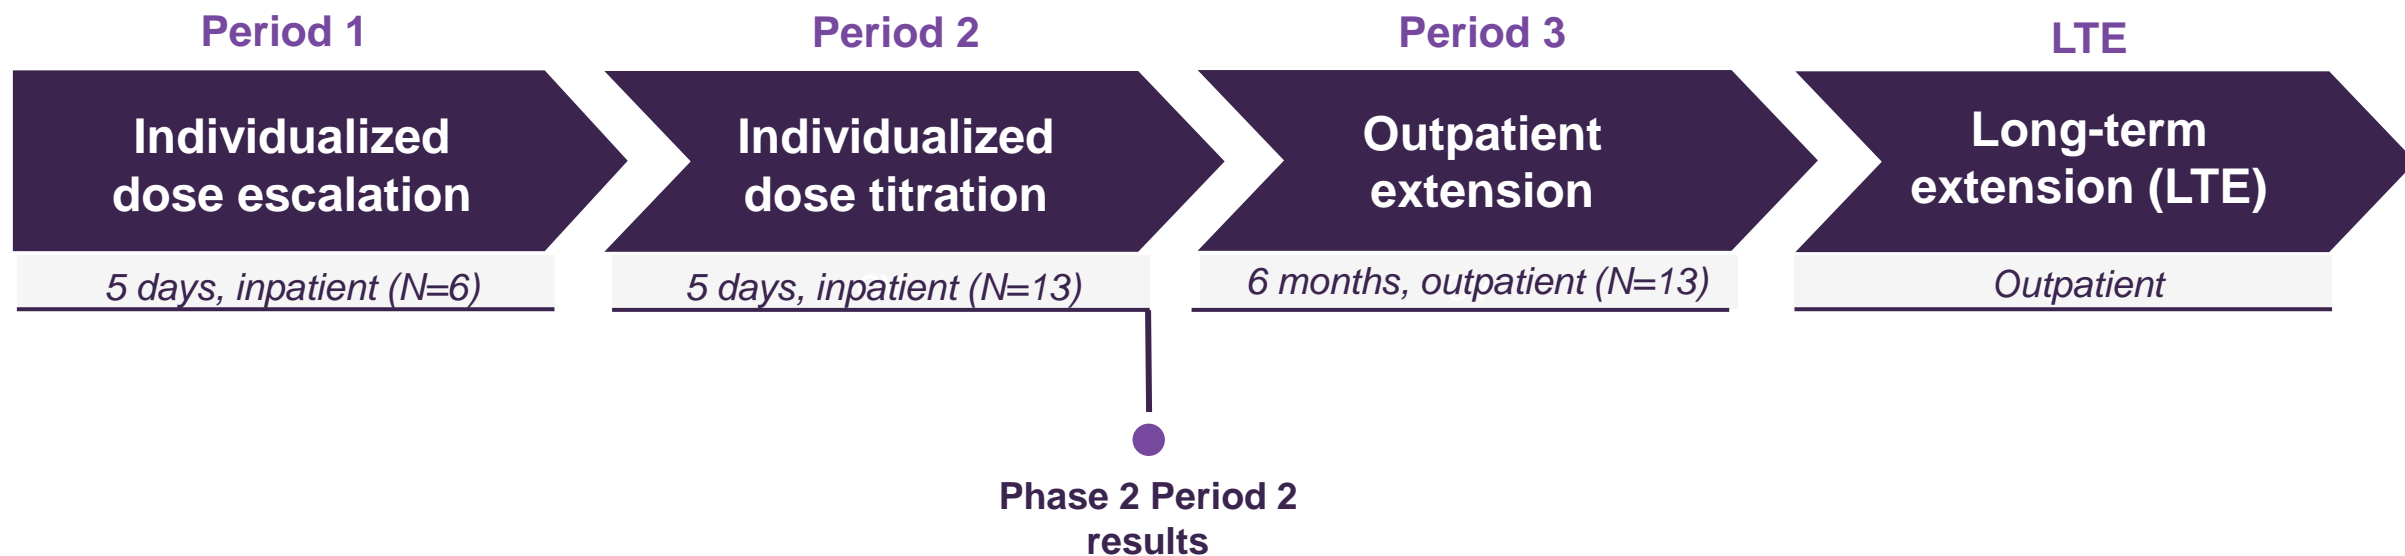 Period 1
Individualized
dose escalation
5 days, inpatient (N=6)
Period 2
Individualized
dose titration
5 days, inpatient (N=13)
Period 3
Outpatient
extension
6 months, outpatient (N=13)
LTE
Long-term
extension (LTE)
Outpatient
Phase 2 Period 2
results